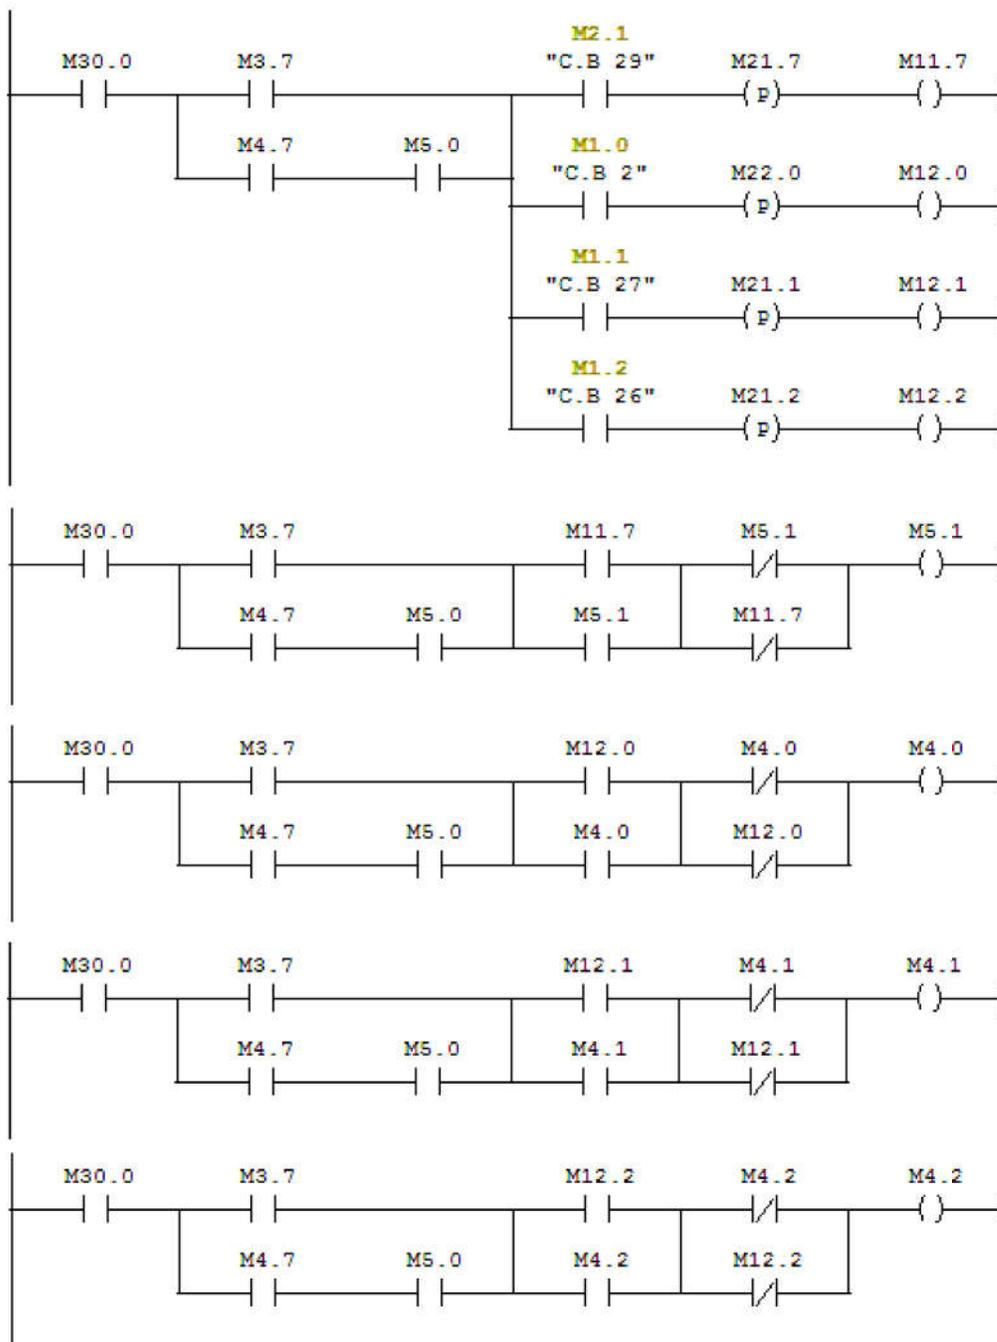 M2.1
M30.0 M3.7 "C.B 29" M21.7 M11.7
(P) ( )
M4.7 M5.0 M1.0
"C.B 2" M22.0 M12.0
(P) ( )
M1.1
"C.B 27" M21.1 M12.1
(P) ( )
M1.2
"C.B 26" M21.2 M12.2
(P) ( )
M30.0 M3.7 M11.7 M5.1 M5.1
( )
M4.7 M5.0 M5.1 M11.7
M30.0 M3.7 M12.0 M4.0 M4.0
( )
M4.7 M5.0 M4.0 M12.0
M30.0 M3.7 M12.1 M4.1 M4.1
( )
M4.7 M5.0 M4.1 M12.1
M30.0 M3.7 M12.2 M4.2 M4.2
( )
M4.7 M5.0 M4.2 M12.2